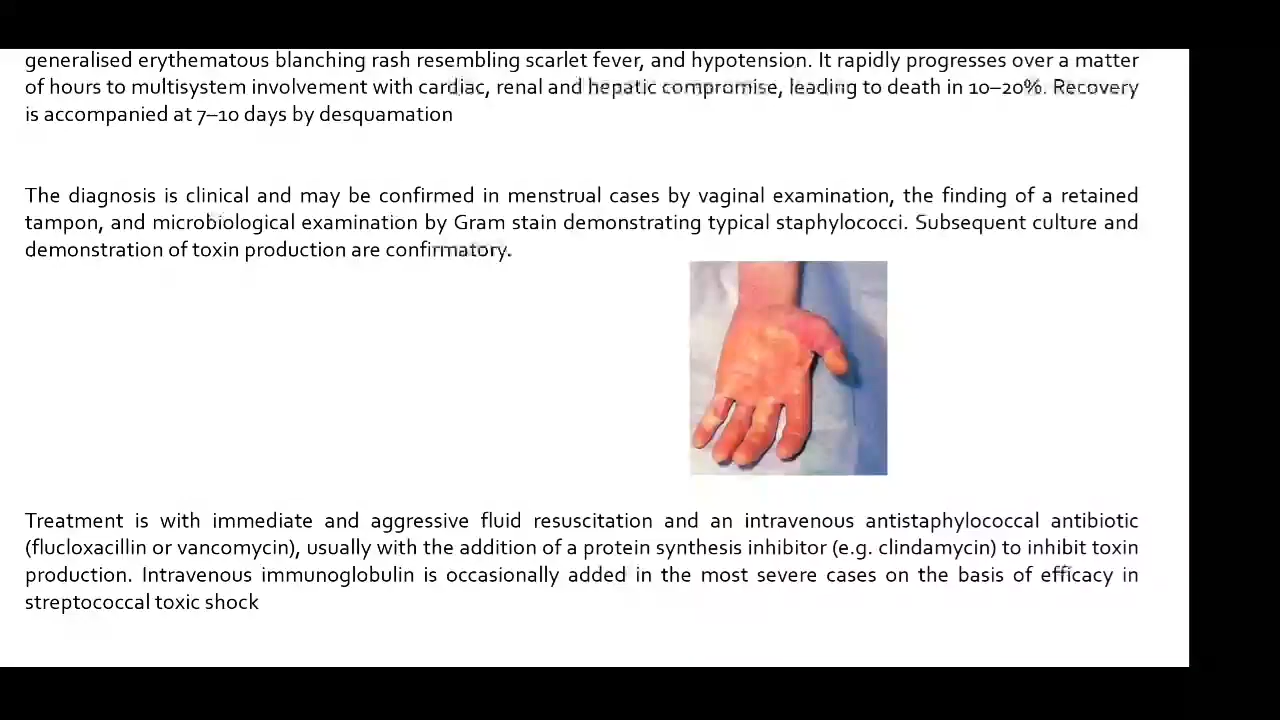 generalised erythematous blanching rash resembling scarlet fever, and hypotension. It rapidly progresses over a matter
of hours to multisystem involvement with cardiac, renal and hepatic compromise, leading to death in 10–20%. Recovery
is accompanied at 7–10 days by desquamation
The diagnosis is clinical and may be confirmed in menstrual cases by vaginal examination, the finding of a retained
tampon, and microbiological examination by Gram stain demonstrating typical staphylococci. Subsequent culture and
demonstration of toxin production are confirmatory.
Treatment is with immediate and aggressive fluid resuscitation and an intravenous antistaphylococcal antibiotic
(flucloxacillin or vancomycin), usually with the addition of a protein synthesis inhibitor (e.g. clindamycin) to inhibit toxin
production. Intravenous immunoglobulin is occasionally added in the most severe cases on the basis of efficacy in
streptococcal toxic shock